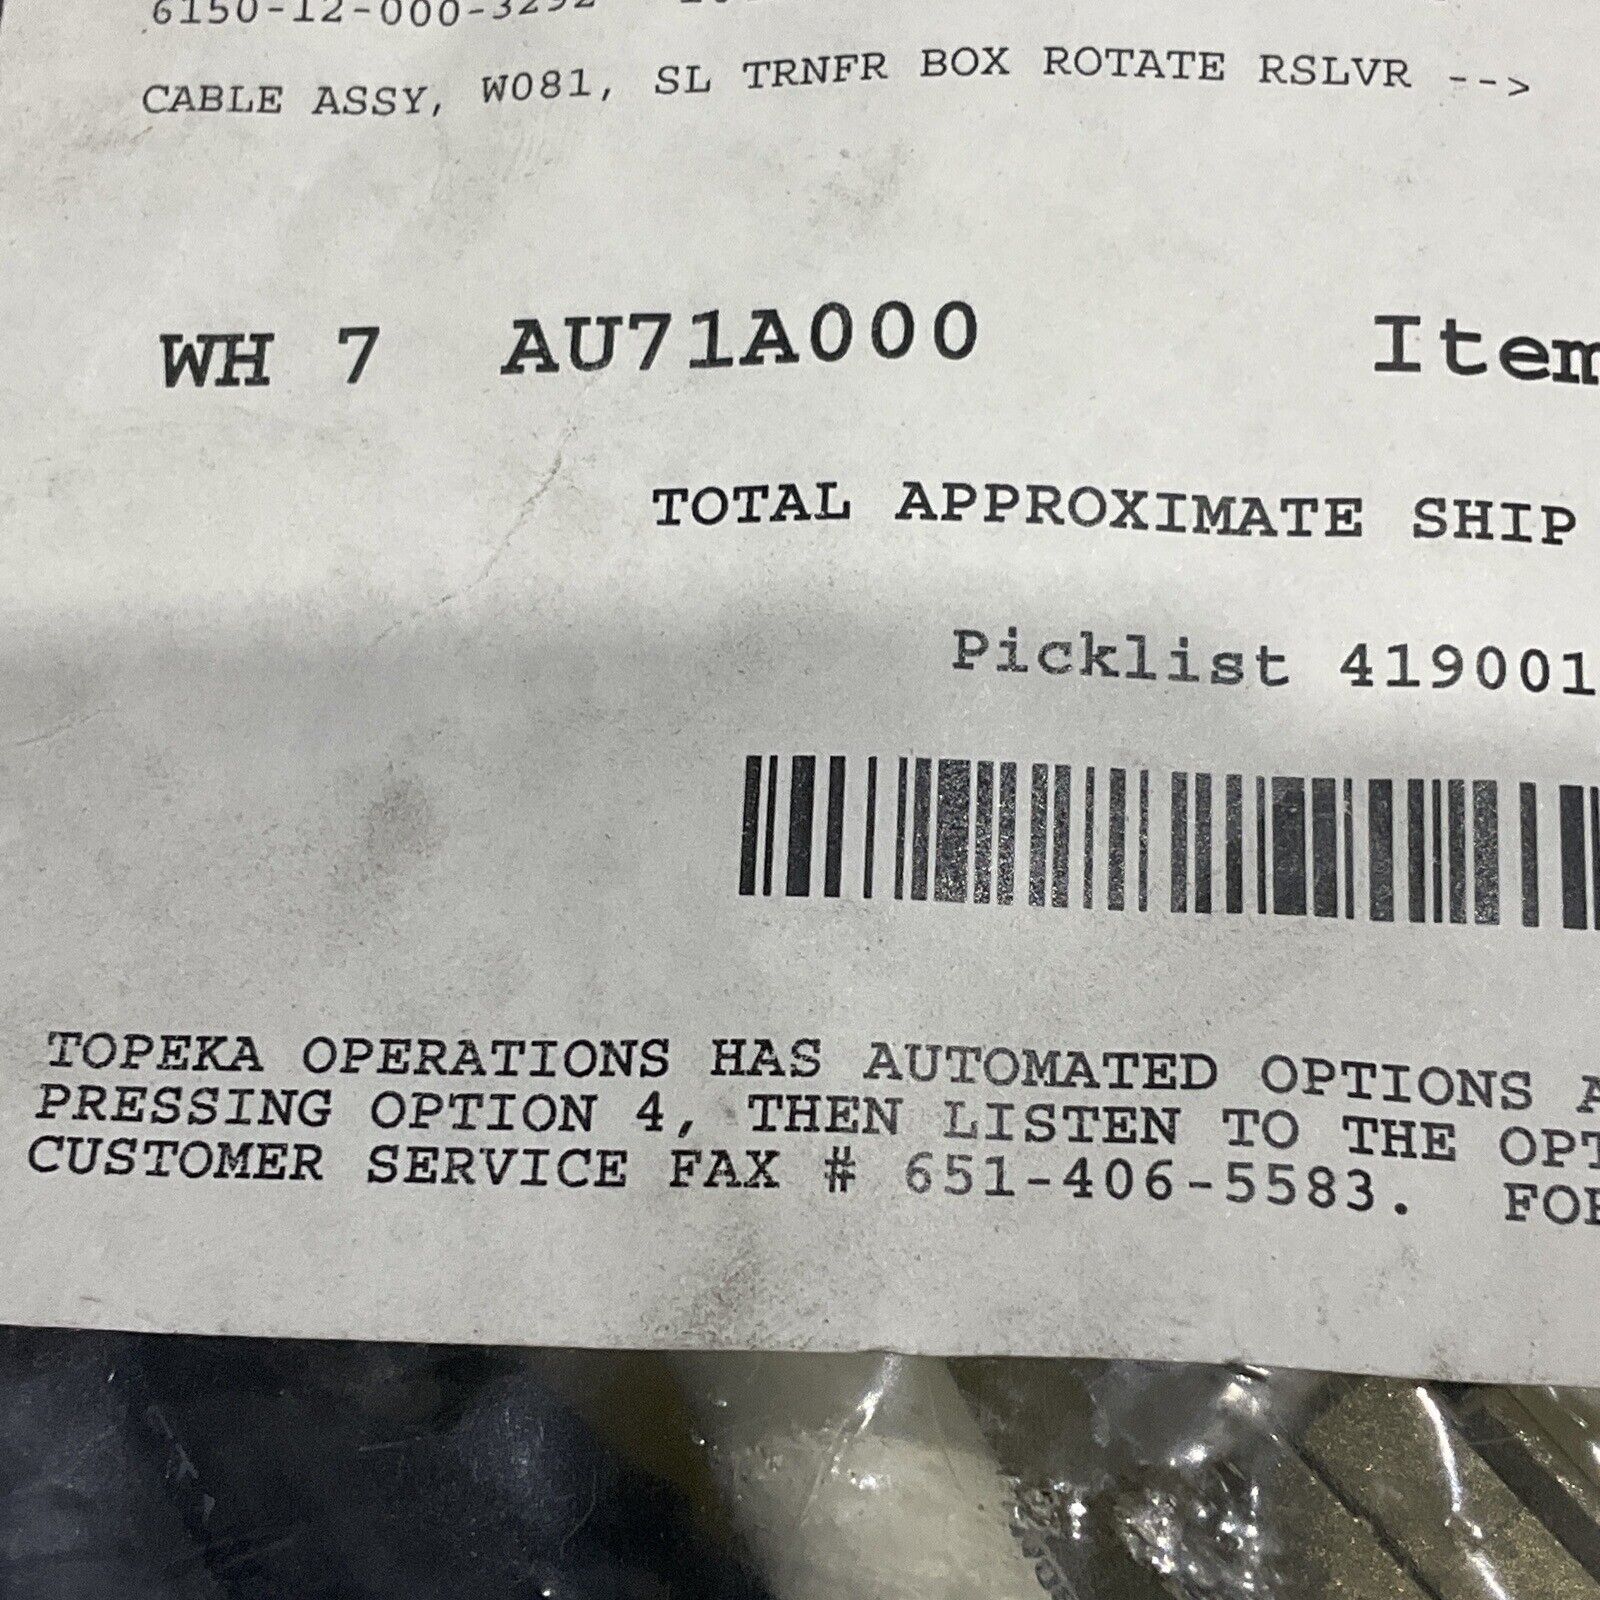 6150-12-000-3292
CABLE ASSY, W081, SL TRNFR BOX ROTATE RSLVR -->
WH 7 AU71A000 Item
TOTAL APPROXIMATE SHIP
Picklist 419001
TOPEKA OPERATIONS HAS AUTOMATED OPTIONS A
PRESSING OPTION 4, THEN LISTEN TO THE OPT
CUSTOMER SERVICE FAX # 651-406-5583. FOR